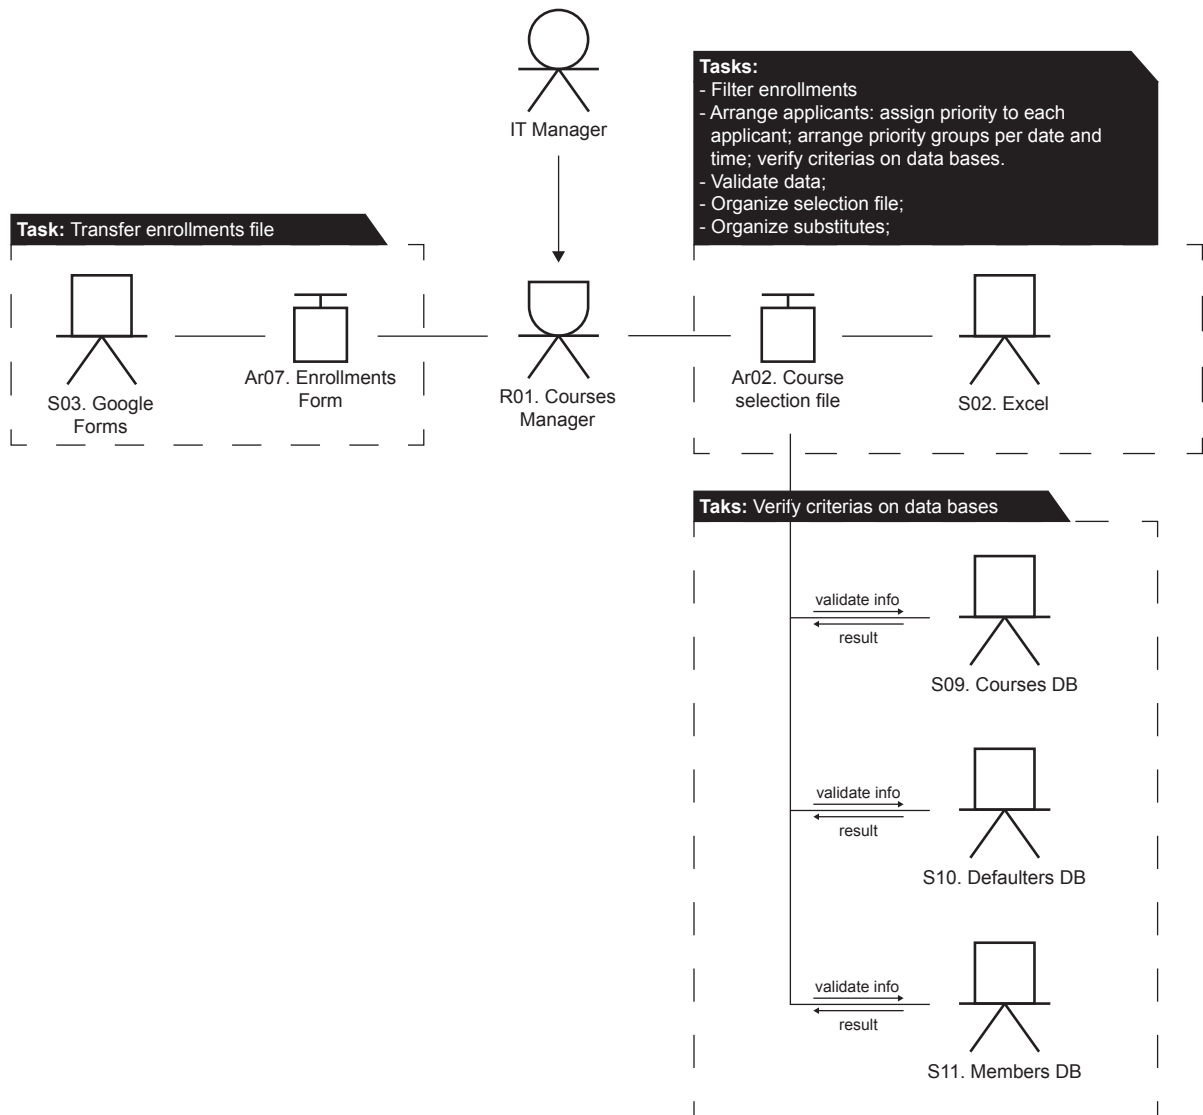 IT Manager
Tasks:
- Filter enrollments
- Arrange applicants: assign priority to each
applicant; arrange priority groups per date and
time; verify criterias on data bases.
- Validate data;
- Organize selection file;
- Organize substitutes;
Task: Transfer enrollments file
S03. Google
Forms
Ar07. Enrollments
Form
R01. Courses
Manager
Ar02. Course
selection file
S02. Excel
Taks: Verify criterias on data bases
validate info
result
S09. Courses DB
validate info
result
S10. Defaulters DB
validate info
result
S11. Members DB